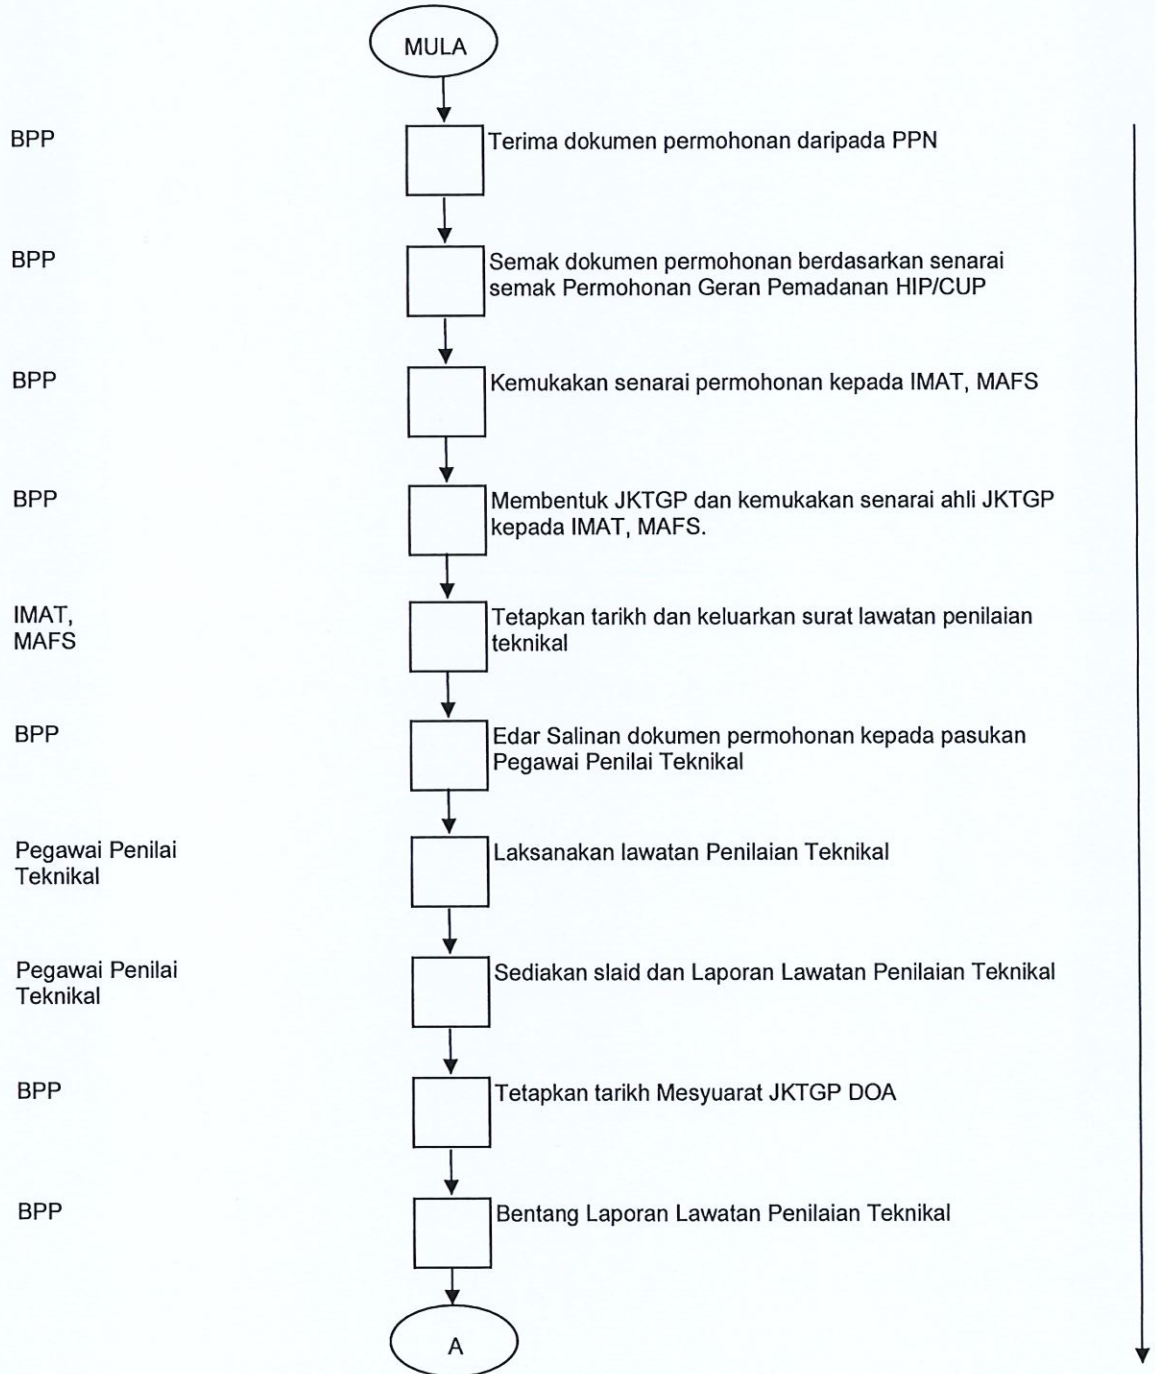 MULA
BPP
Terima dokumen permohonan daripada PPN
BPP
Semak dokumen permohonan berdasarkan senarai
semak Permohonan Geran Pemadanan HIP/CUP
BPP
Kemukakan senarai permohonan kepada IMAT, MAFS
BPP
Membentuk JKTGP dan kemukakan senarai ahli JKTGP
kepada IMAT, MAFS.
IMAT,
MAFS
Tetapkan tarikh dan keluarkan surat lawatan penilaian
teknikal
BPP
Edar Salinan dokumen permohonan kepada pasukan
Pegawai Penilai Teknikal
Pegawai Penilai
Teknikal
Laksanakan lawatan Penilaian Teknikal
Pegawai Penilai
Teknikal
Sediakan slaid dan Laporan Lawatan Penilaian Teknikal
BPP
Tetapkan tarikh Mesyuarat JKTGP DOA
BPP
Bentang Laporan Lawatan Penilaian Teknikal
A